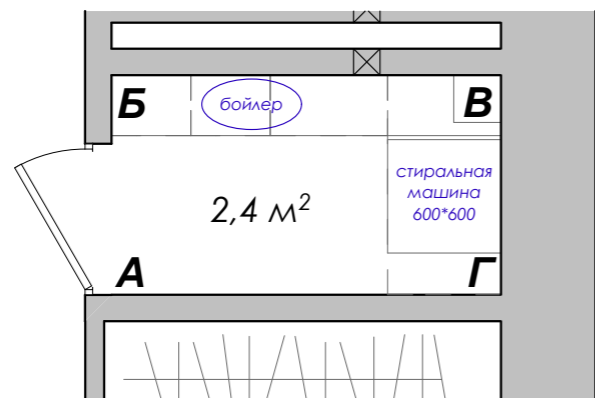 Б
бойлер
В
стиральная
машина
600*600
2,4 м²
А
Г